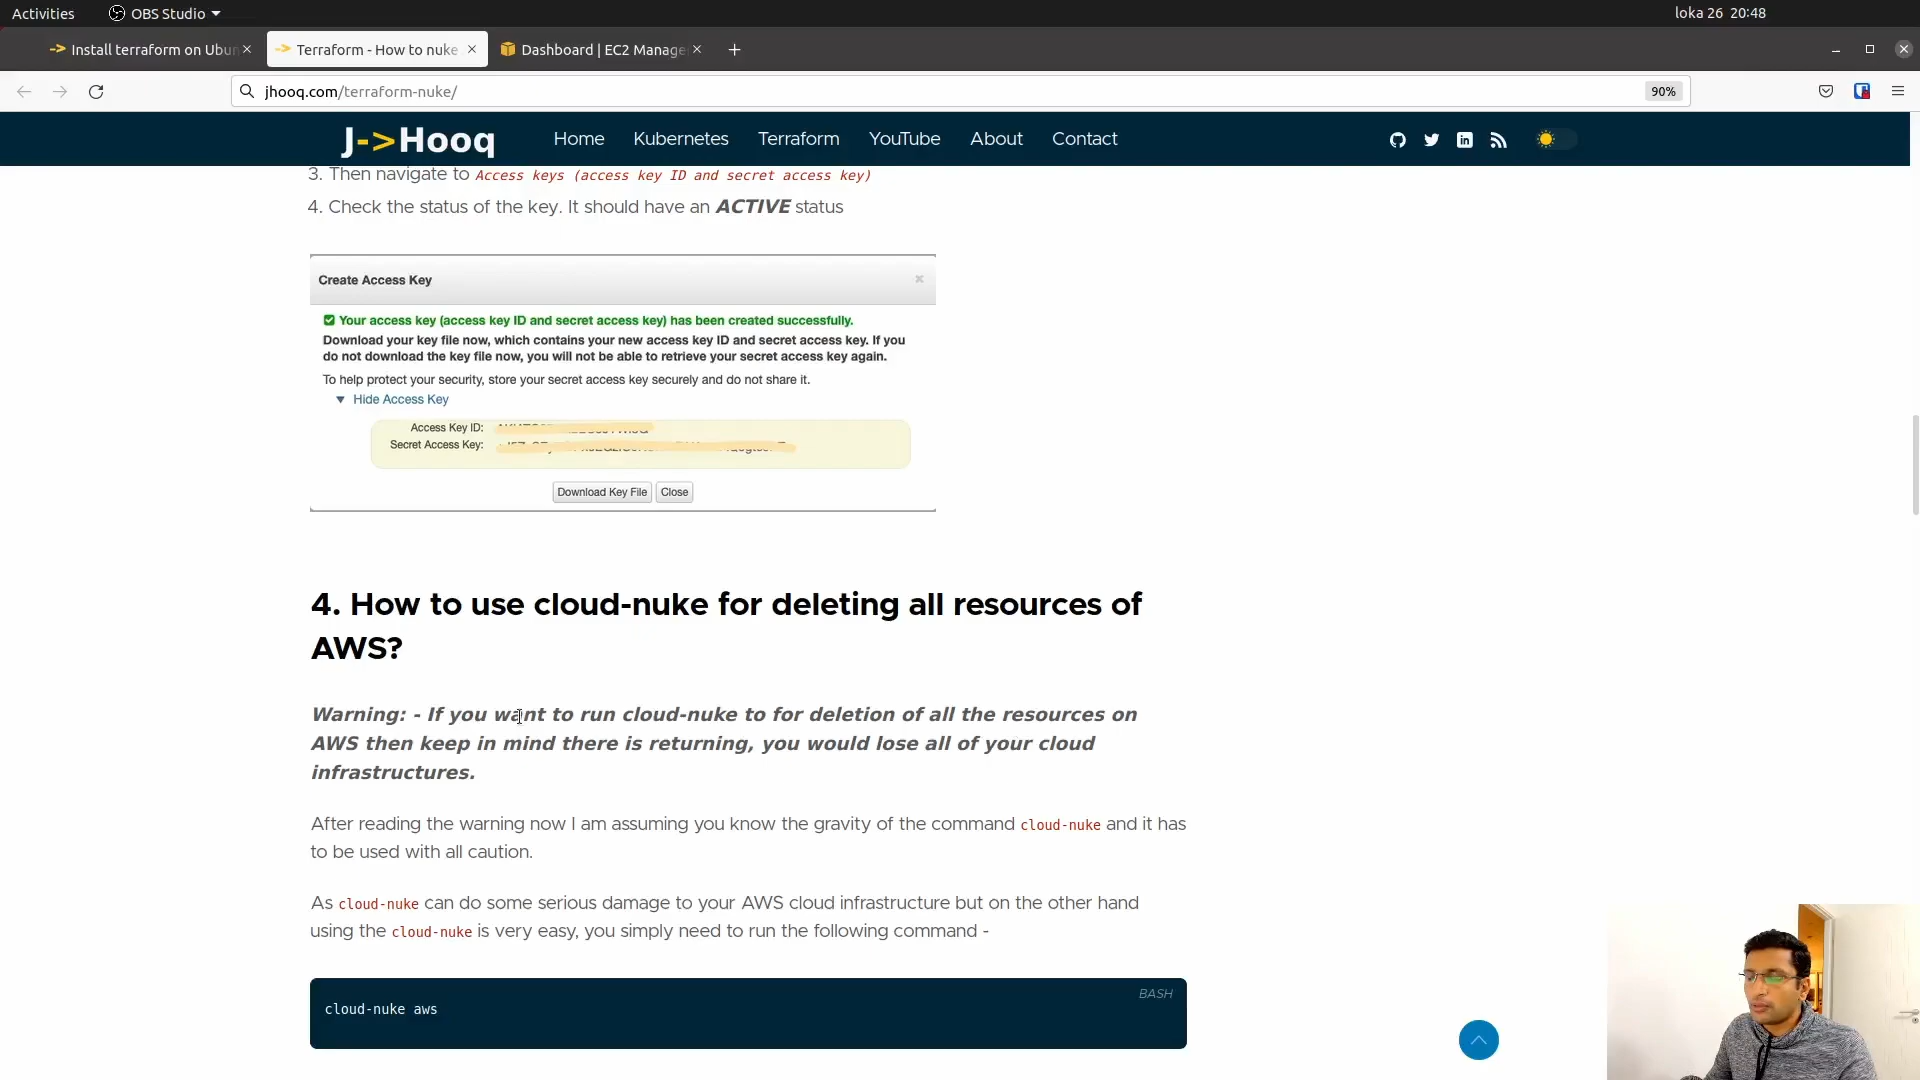 Activities OBS Studio loka 26 20:48
Install terraform on Ubun Terraform - How to nuke Dashboard | EC2 Manage
jhooq.com/terraform-nuke/ 90%
J->Hooq Home Kubernetes Terraform YouTube About Contact
3. Then navigate to Access keys (access key ID and secret access key)
4. Check the status of the key. It should have an ACTIVE status
Create Access Key
Your access key (access key ID and secret access key) has been created successfully.
Download your key file now, which contains your new access key ID and secret access key. If you
do not download the key file now, you will not be able to retrieve your secret access key again.
To help protect your security, store your secret access key securely and do not share it.
Hide Access Key
Access Key ID:
Secret Access Key:
Download Key File Close
4. How to use cloud-nuke for deleting all resources of
AWS?
Warning: - If you want to run cloud-nuke to for deletion of all the resources on
AWS then keep in mind there is returning, you would lose all of your cloud
infrastructures.
After reading the warning now I am assuming you know the gravity of the command cloud-nuke and it has
to be used with all caution.
As cloud-nuke can do some serious damage to your AWS cloud infrastructure but on the other hand
using the cloud-nuke is very easy, you simply need to run the following command -
BASH
cloud-nuke aws